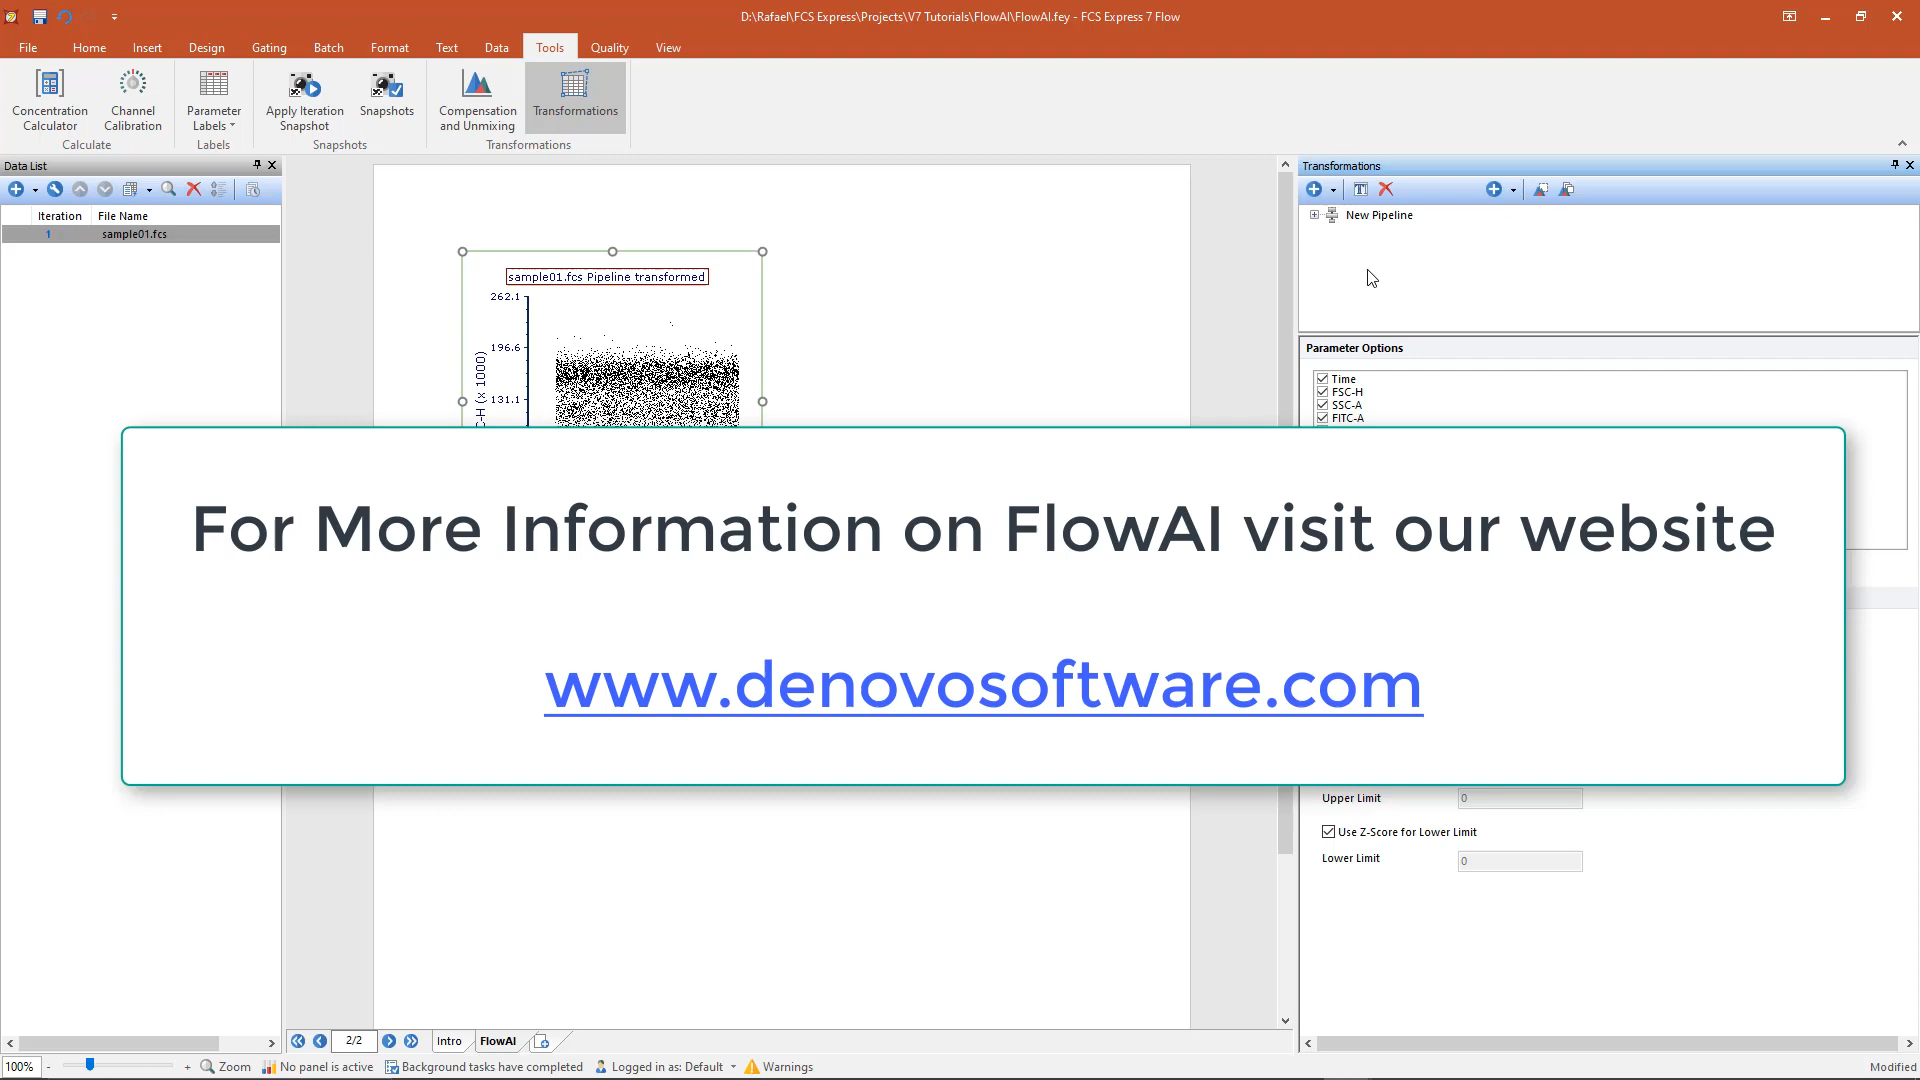 D:\Rafael\FCS Express\Projects\V7 Tutorials\FlowAI\FlowAI.fey - FCS Express 7 Flow
File Home Insert Design Gating Batch Format Text Data Tools Quality View
Concentration Calculator
Channel Calibration
Parameter Labels
Apply Iteration Snapshot
Snapshots
Compensation and Unmixing
Transformations
Calculate Labels Snapshots Transformations
Data List
Iteration File Name
1 sample01.fcs
sample01.fcs Pipeline transformed
262.1
196.6
131.1
C-H (x 1000)
Transformations
New Pipeline
Parameter Options
Time
FSC-H
SSC-A
FITC-A
For More Information on FlowAI visit our website
www.denovosoftware.com
Upper Limit 0
Use Z-Score for Lower Limit
Lower Limit 0
2/2 Intro FlowAI
100% - + Zoom No panel is active Background tasks have completed Logged in as: Default Warnings Modified